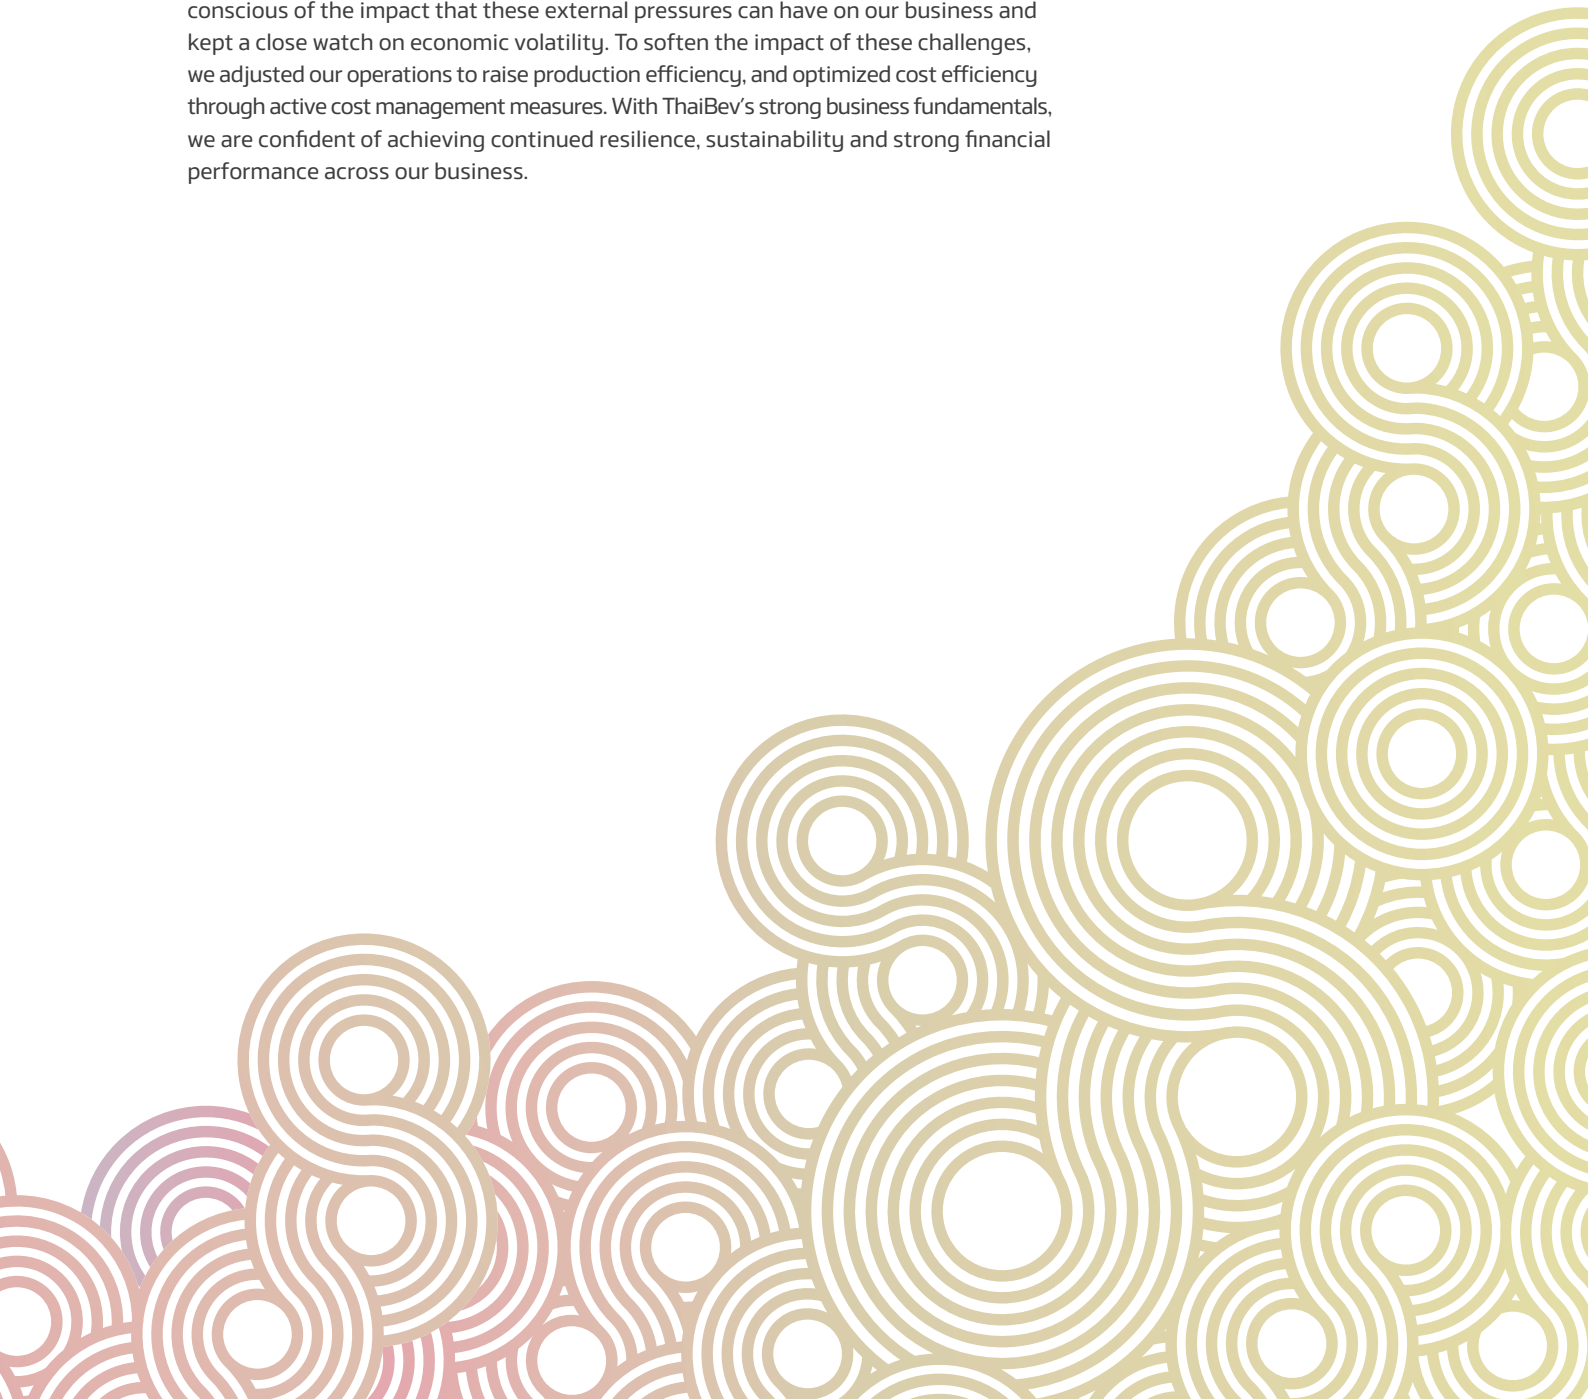 conscious of the impact that these external pressures can have on our business and
kept a close watch on economic volatility. To soften the impact of these challenges,
we adjusted our operations to raise production efficiency, and optimized cost efficiency
through active cost management measures. With ThaiBev’s strong business fundamentals,
we are confident of achieving continued resilience, sustainability and strong financial
performance across our business.